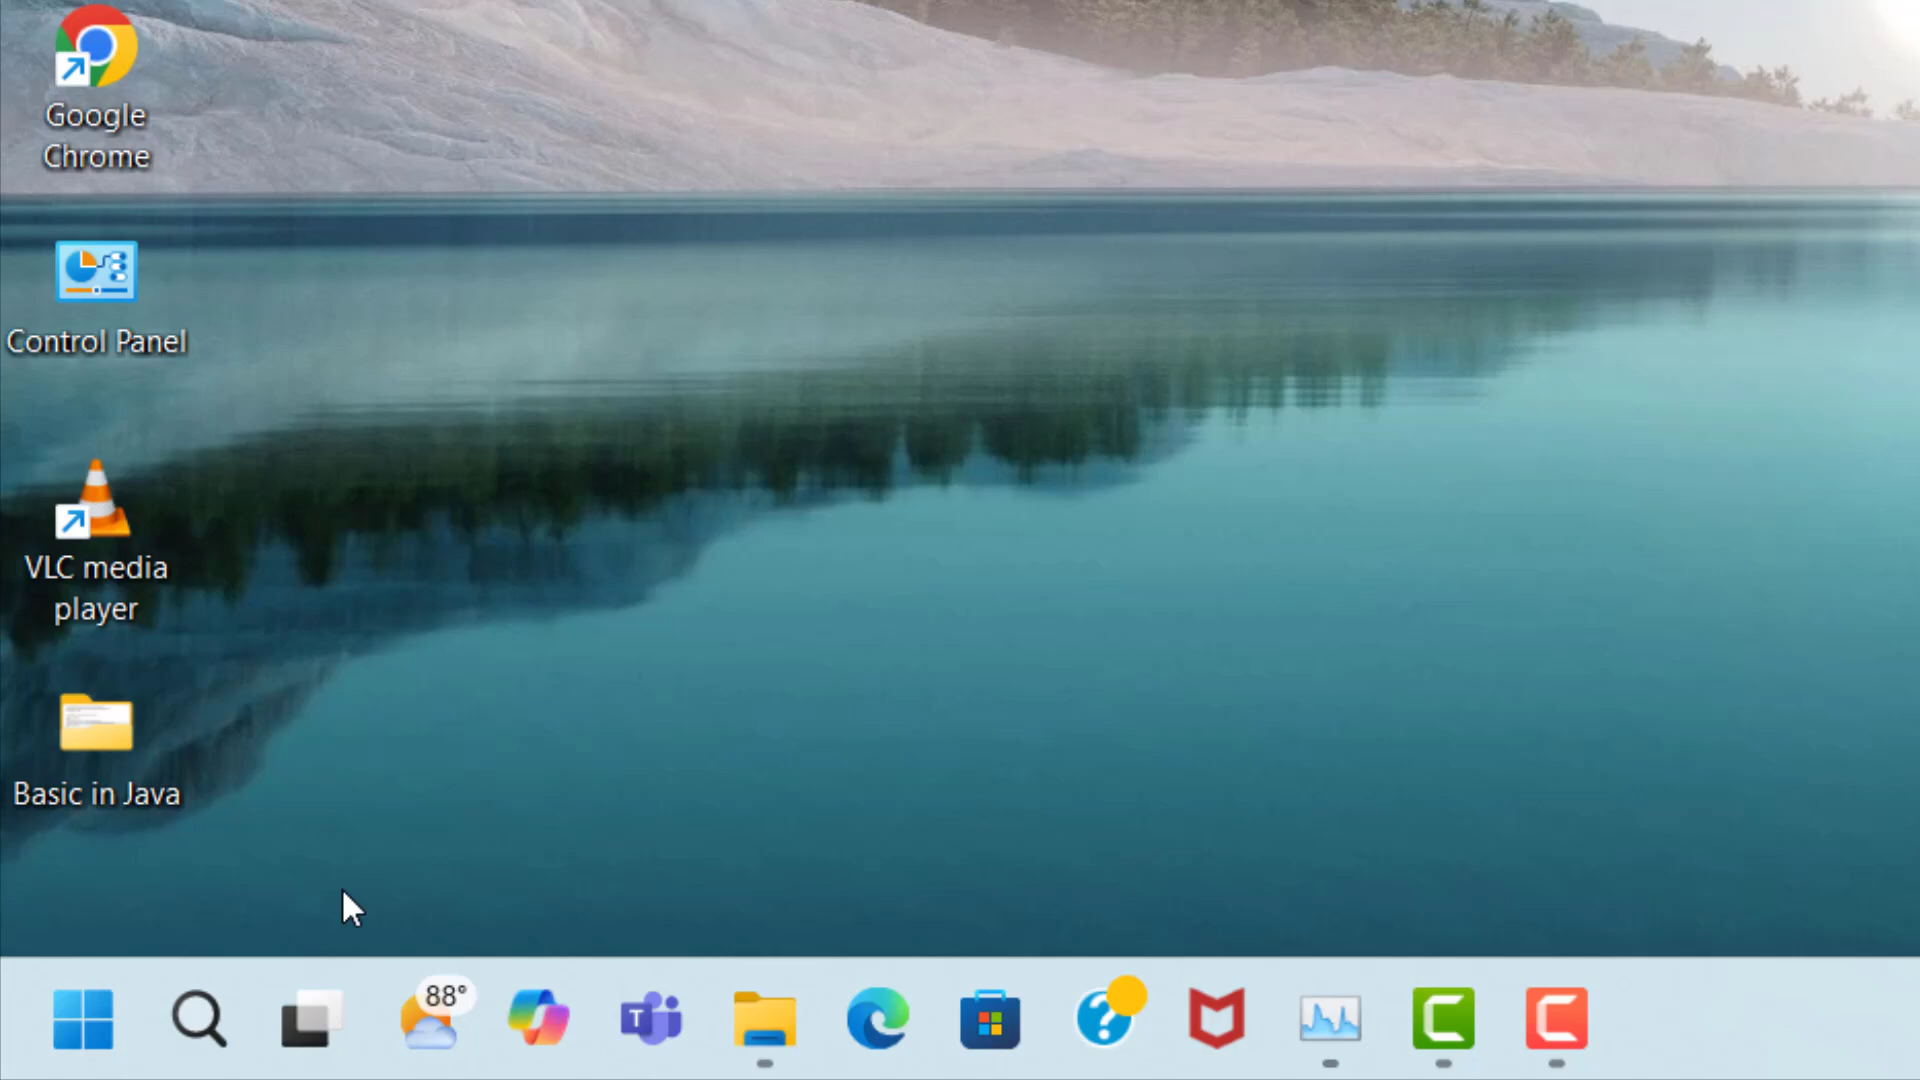 Google
Chrome
Control Panel
VLC media
player
Basic in Java
88°
T